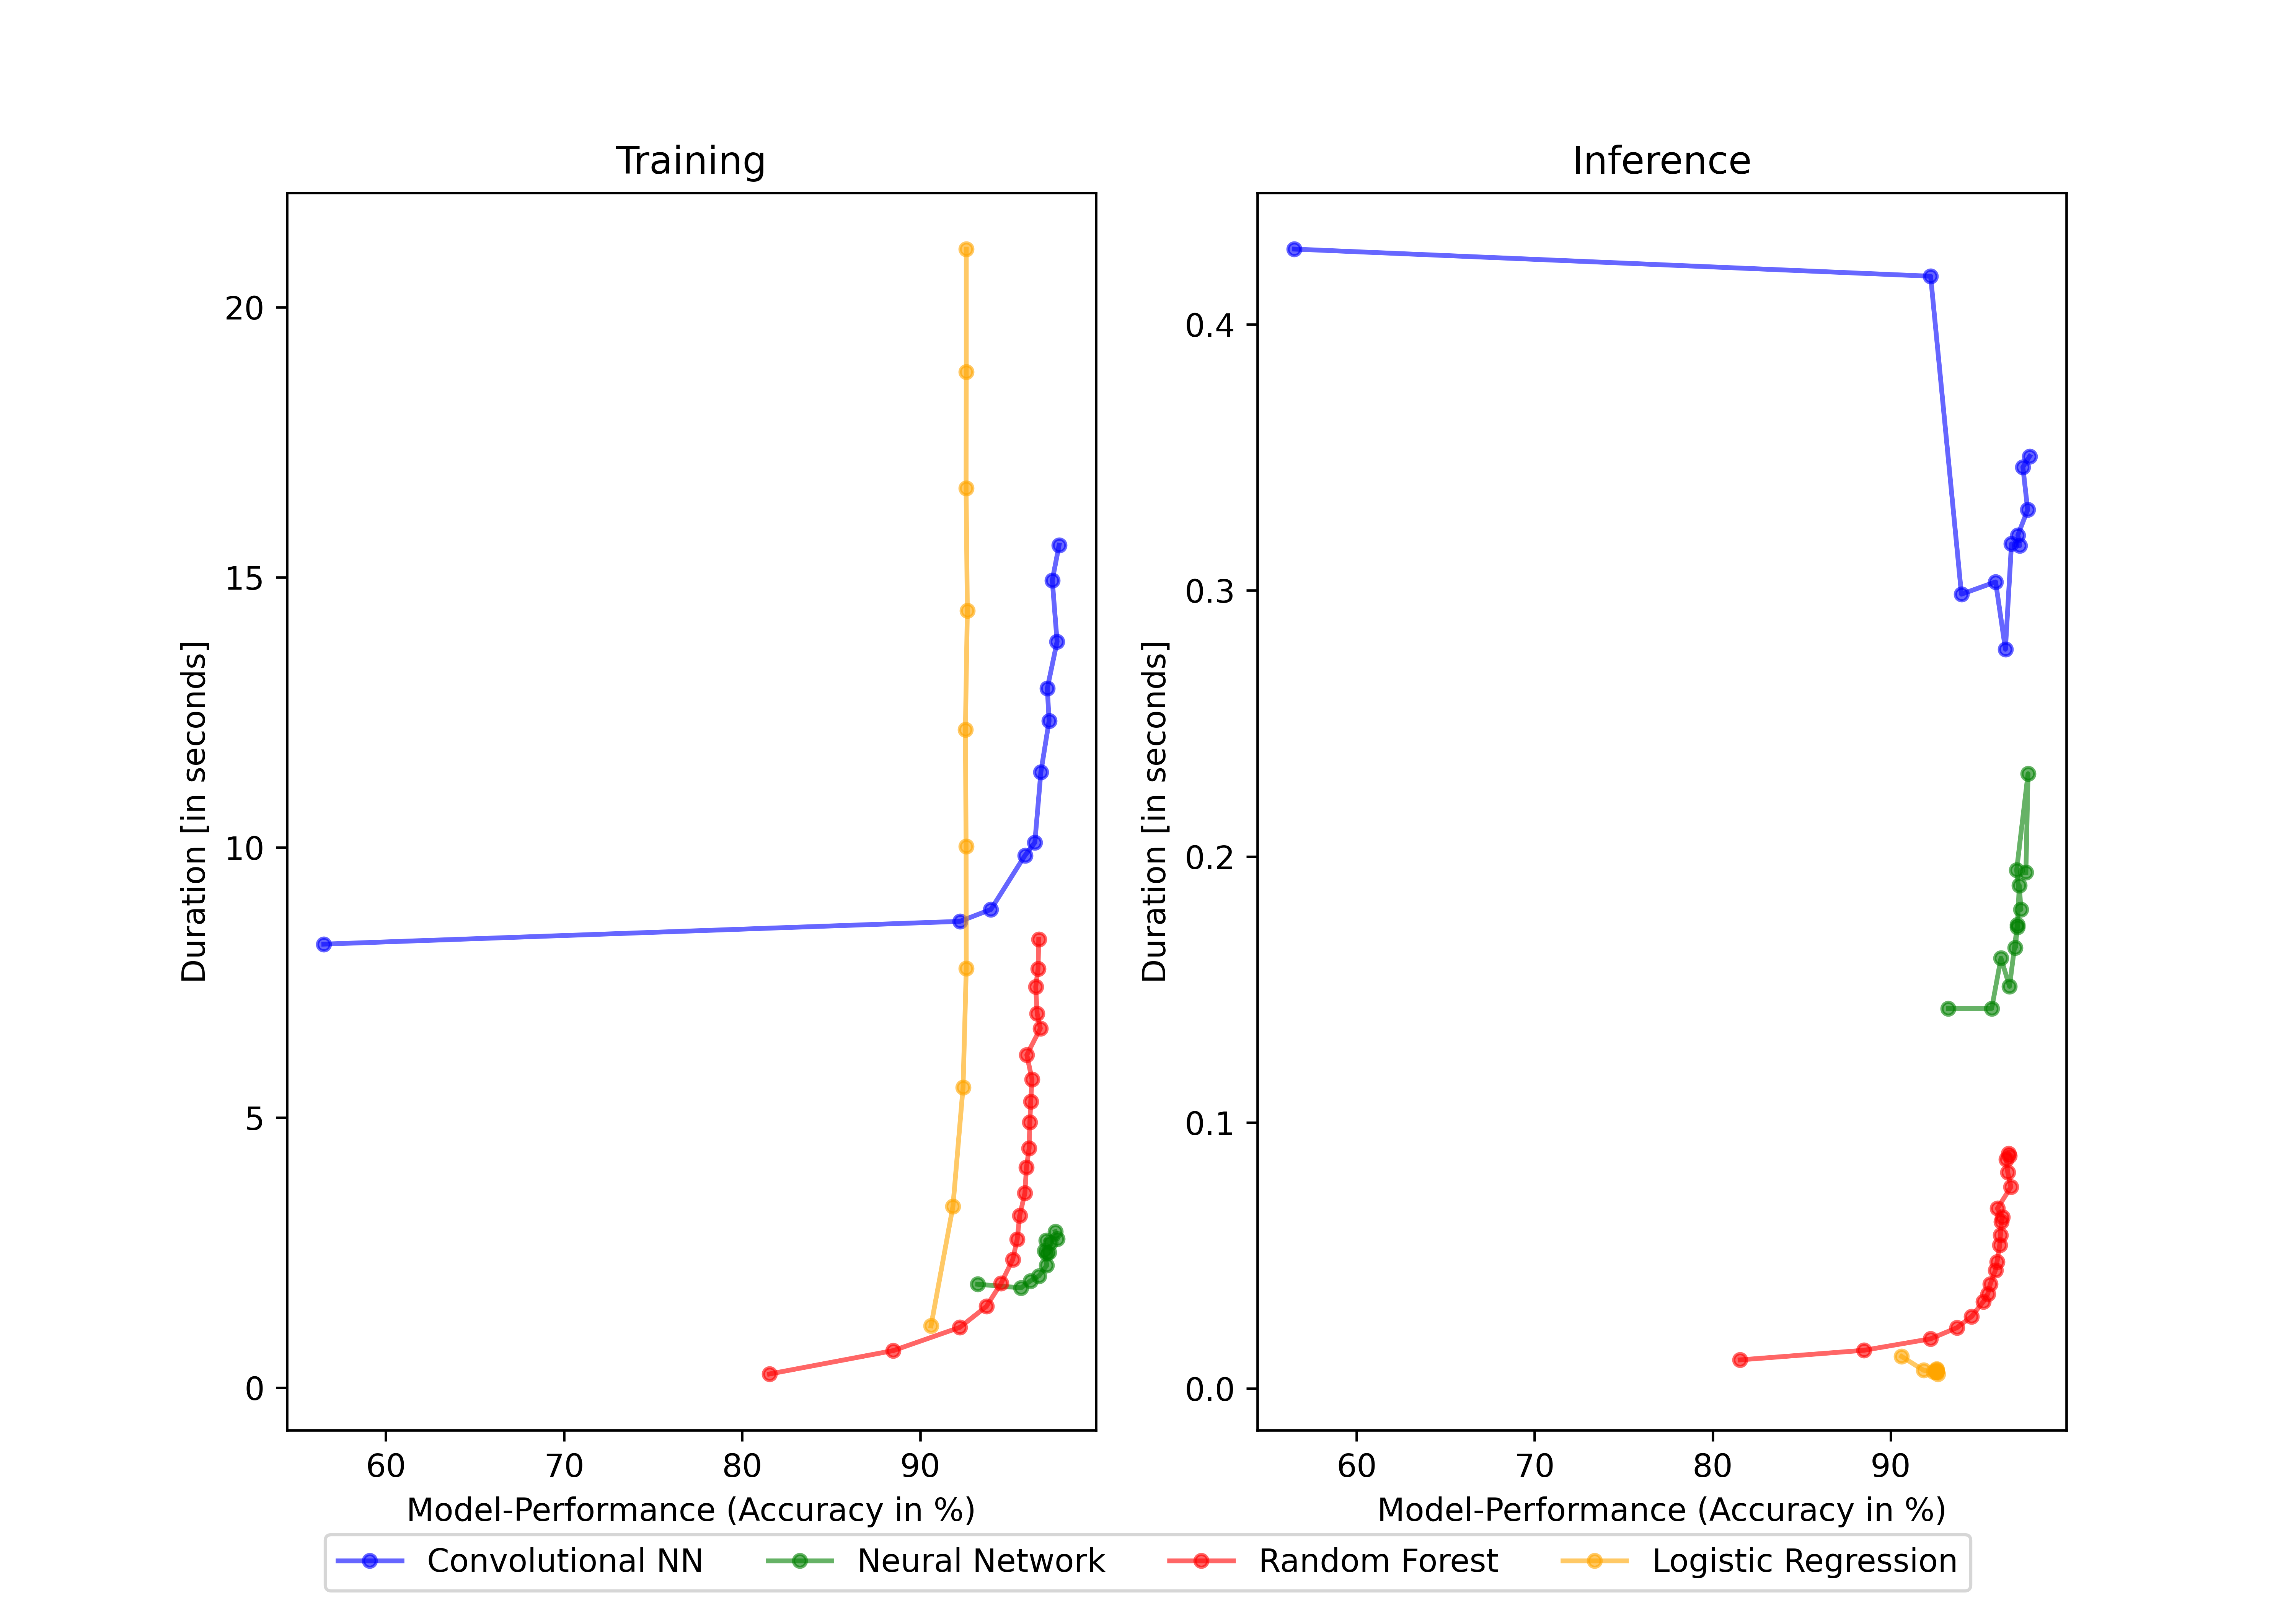 Training
Duration [in seconds]
20
15
10
5
0
60 70 80 90
Model-Performance (Accuracy in %)
Inference
Duration [in seconds]
0.4
0.3
0.2
0.1
0.0
60 70 80 90
Model-Performance (Accuracy in %)
Convolutional NN Neural Network Random Forest Logistic Regression